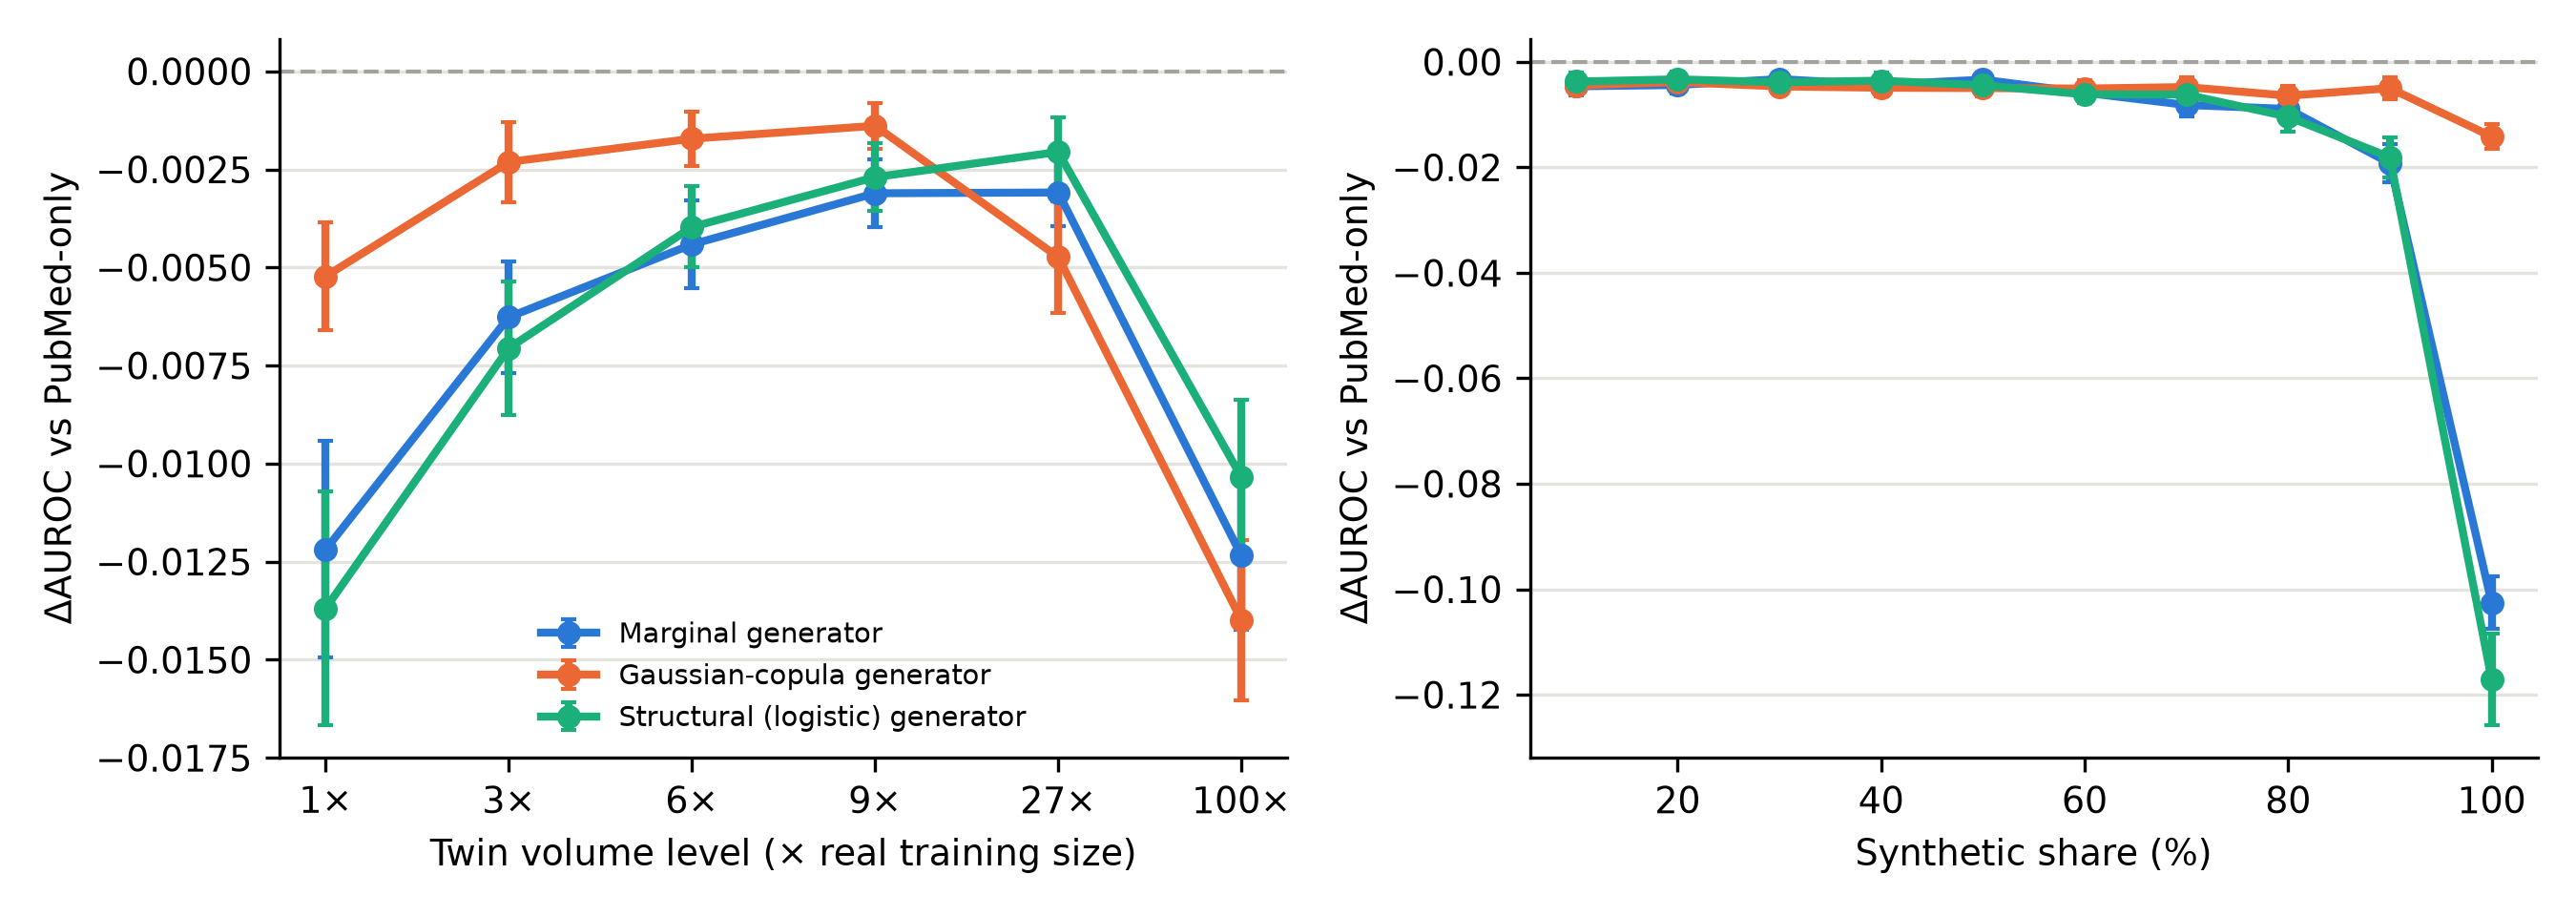 ΔAUROC vs PubMed-only
0.0000
−0.0025
−0.0050
−0.0075
−0.0100
−0.0125
−0.0150
−0.0175
Marginal generator
Gaussian-copula generator
Structural (logistic) generator
1× 3× 6× 9× 27× 100×
Twin volume level (× real training size)
ΔAUROC vs PubMed-only
0.00
−0.02
−0.04
−0.06
−0.08
−0.10
−0.12
20 40 60 80 100
Synthetic share (%)